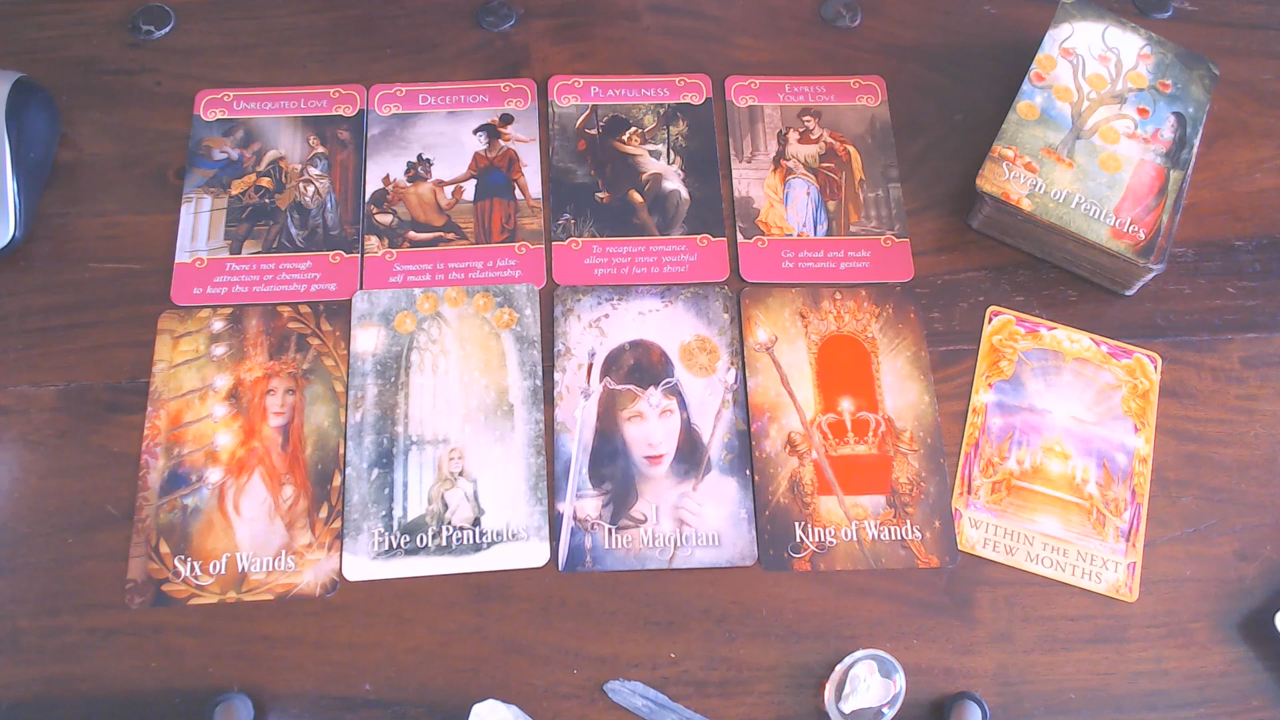 UNREQUITED LOVE
There's not enough
attraction or chemistry
to keep this relationship going.
DECEPTION
Someone is wearing a false-
self mask in this relationship.
PLAYFULNESS
To recapture romance,
allow your inner youthful
spirit of fun to shine!
EXPRESS
YOUR LOVE
Go ahead and make
the romantic gesture.
Seven of Pentacles
Six of Wands
Five of Pentacles
I
The Magician
King of Wands
WITHIN THE NEXT
FEW MONTHS